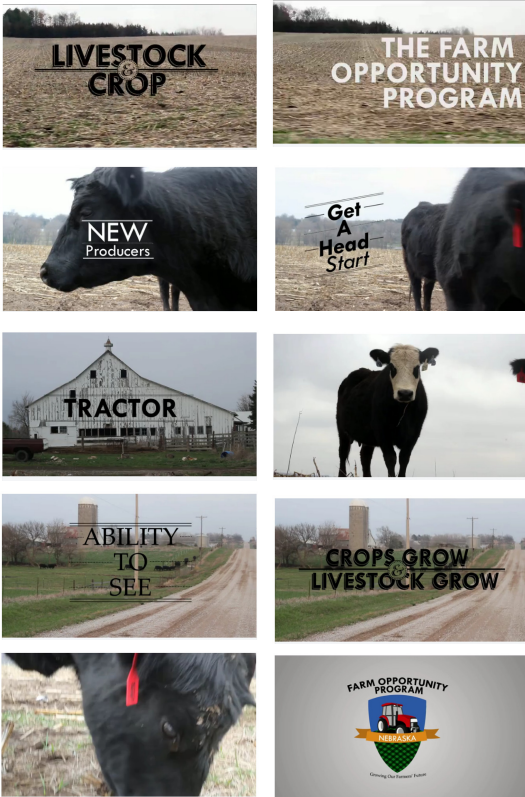 LIVESTOCK
&
CROP
THE FARM
OPPORTUNITY
PROGRAM
NEW
Producers
Get
A
Head
Start
TRACTOR
ABILITY
TO
SEE
CROPS GROW
&
LIVESTOCK GROW
FARM OPPORTUNITY
PROGRAM
NEBRASKA
Growing Our Farmers' Future